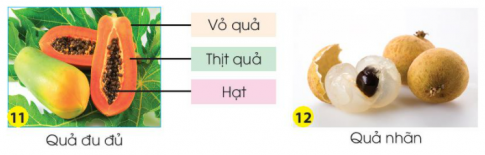 Vỏ quả
Thịt quả
Hạt
11
Quả đu đủ
12
Quả nhãn